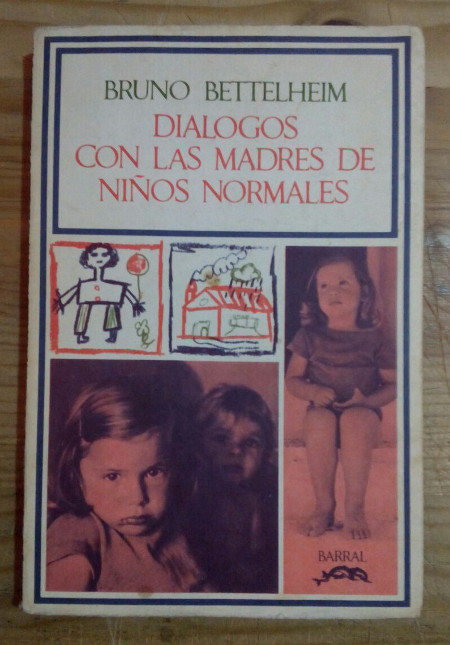 BRUNO BETTELHEIM
DIALOGOS
CON LAS MADRES DE
NIÑOS NORMALES
BARRAL